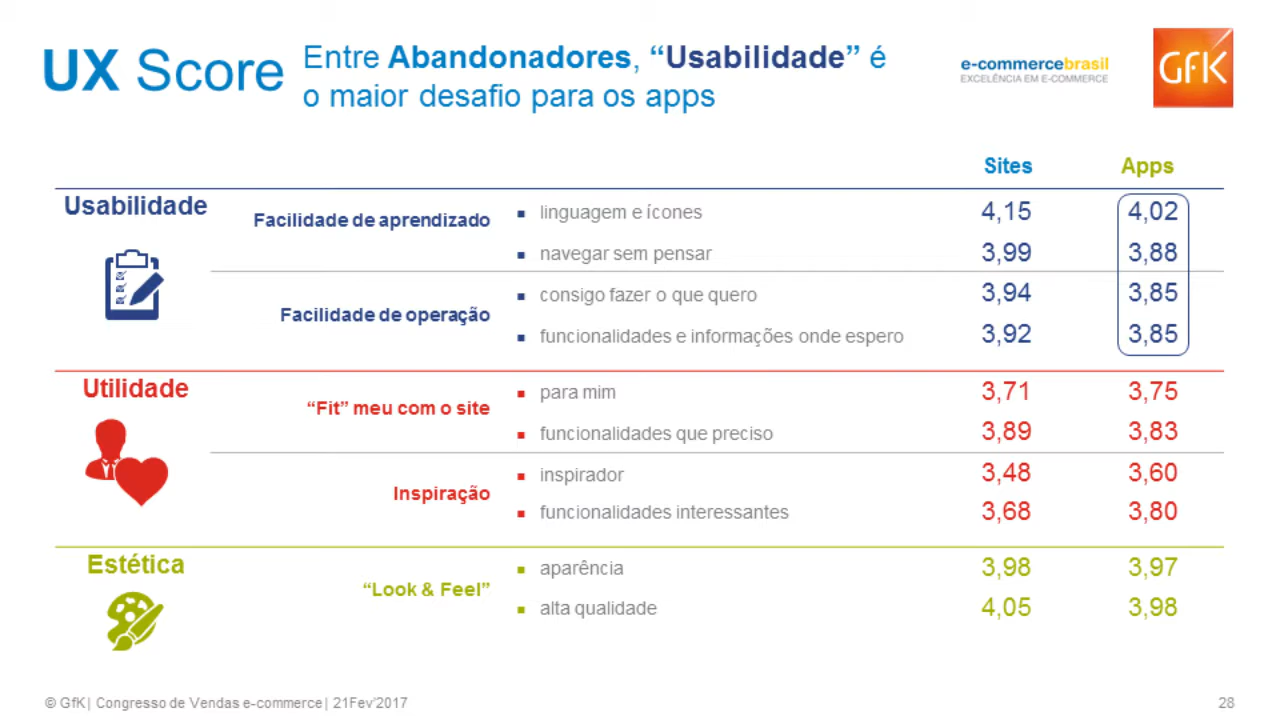 UX Score
Entre Abandonadores, “Usabilidade” é
o maior desafio para os apps
e-commercebrasil
EXCELÊNCIA EM E-COMMERCE
GfK
Sites Apps
Usabilidade
Facilidade de aprendizado
linguagem e ícones 4,15 4,02
navegar sem pensar 3,99 3,88
Facilidade de operação
consigo fazer o que quero 3,94 3,85
funcionalidades e informações onde espero 3,92 3,85
Utilidade
“Fit” meu com o site
para mim 3,71 3,75
funcionalidades que preciso 3,89 3,83
Inspiração
inspirador 3,48 3,60
funcionalidades interessantes 3,68 3,80
Estética
“Look & Feel”
aparência 3,98 3,97
alta qualidade 4,05 3,98
© GfK| Congresso de Vendas e-commerce| 21Fev'2017
28